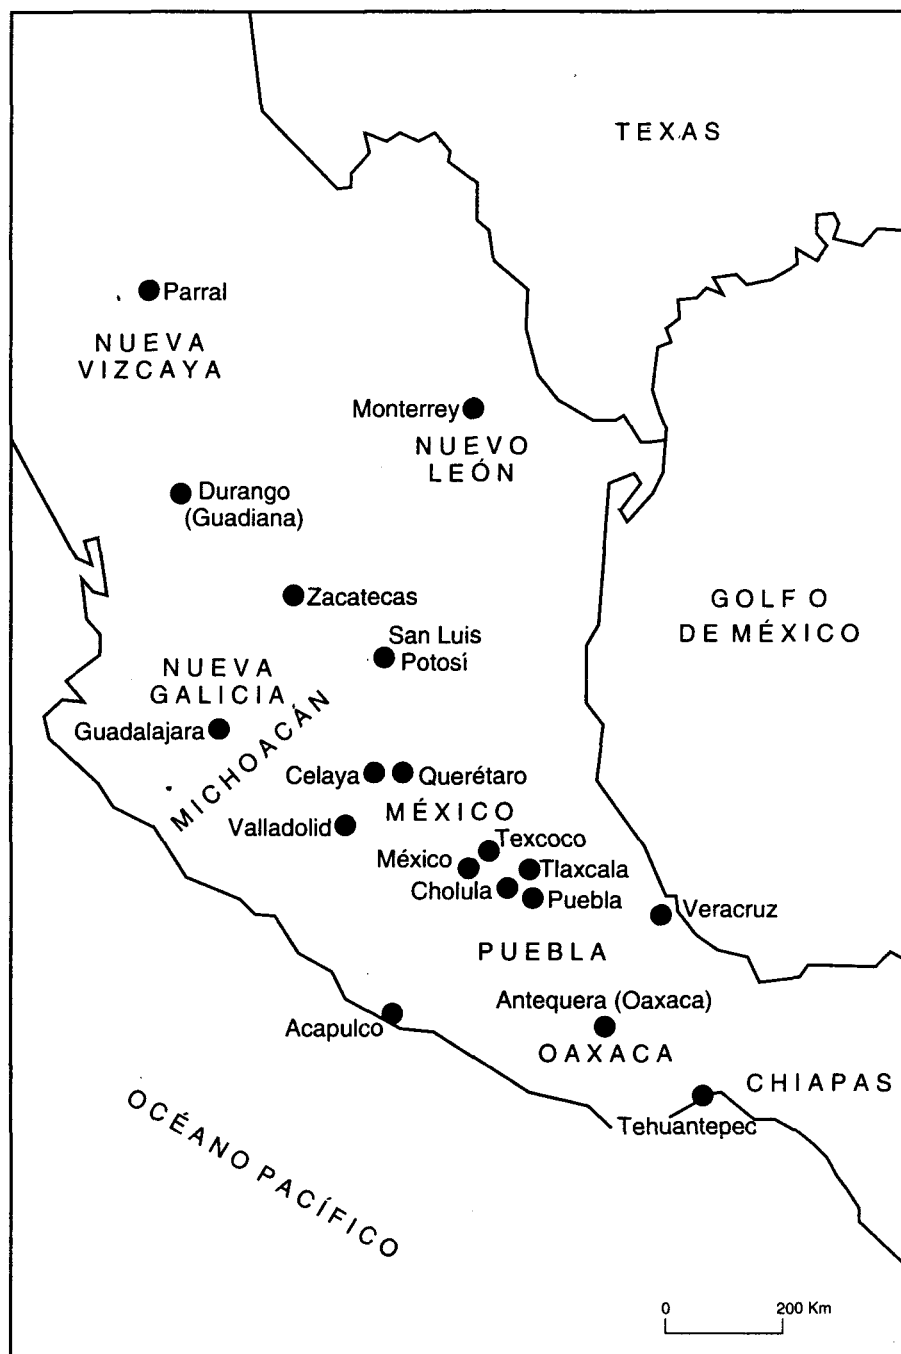 TEXAS
Parral
NUEVA
VIZCAYA
Monterrey
NUEVO
LEÓN
Durango
(Guadiana)
Zacatecas
GOLFO
DE MÉXICO
San Luis
Potosí
NUEVA
GALICIA
Guadalajara
MICHOACÁN
Celaya
Querétaro
MÉXICO
Valladolid
Texcoco
México
Tlaxcala
Cholula
Puebla
Veracruz
PUEBLA
Antequera (Oaxaca)
Acapulco
OAXACA
CHIAPAS
Tehuantepec
OCÉANO PACÍFICO
0 200 Km